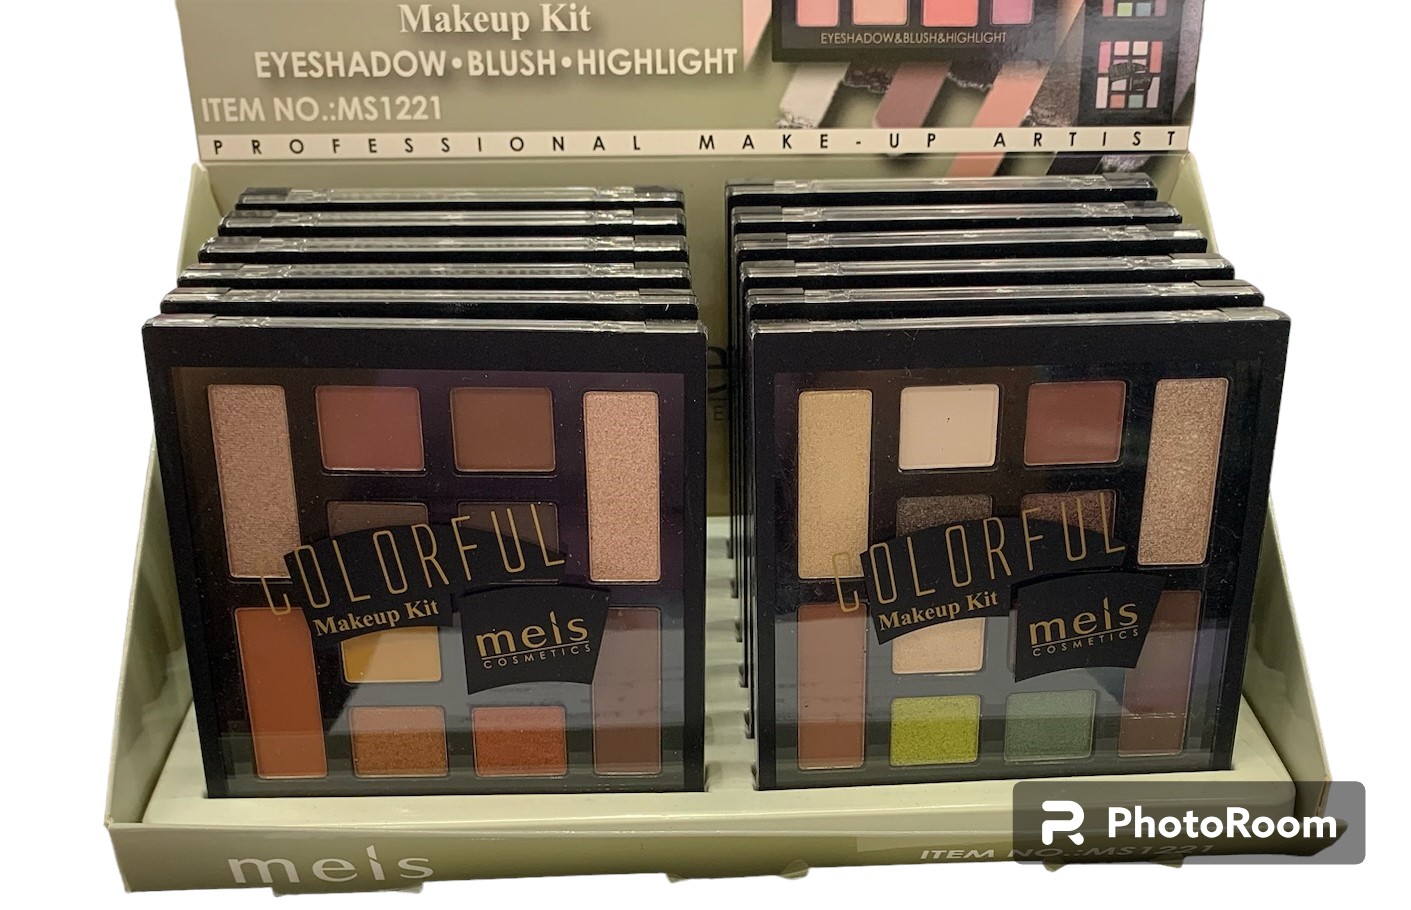 Makeup Kit
EYESHADOW•BLUSH•HIGHLIGHT
EYESHADOW&BLUSH&HIGHLIGHT
ITEM NO.:MS1221
PROFESSIONAL MAKE-UP ARTIST
COLORFUL
Makeup Kit
meis
COSMETICS
COLORFUL
Makeup Kit
meis
COSMETICS
meis
ITEM NO.:MS1221
PhotoRoom